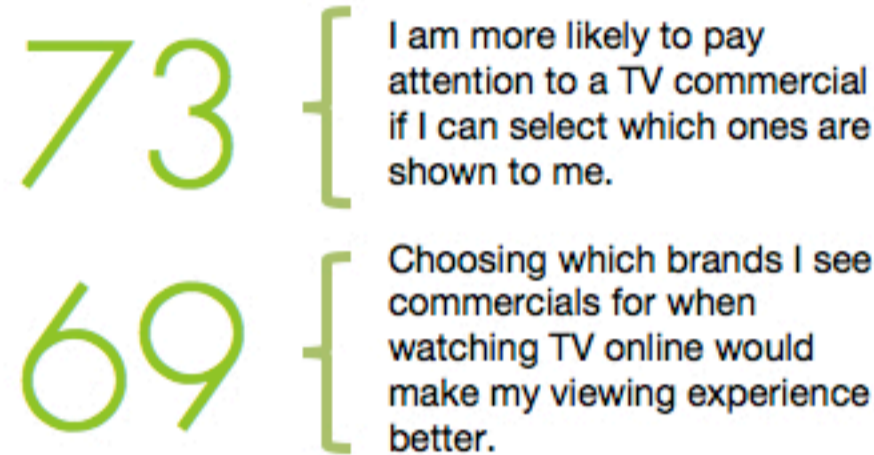 73
I am more likely to pay
attention to a TV commercial
if I can select which ones are
shown to me.
69
Choosing which brands I see
commercials for when
watching TV online would
make my viewing experience
better.